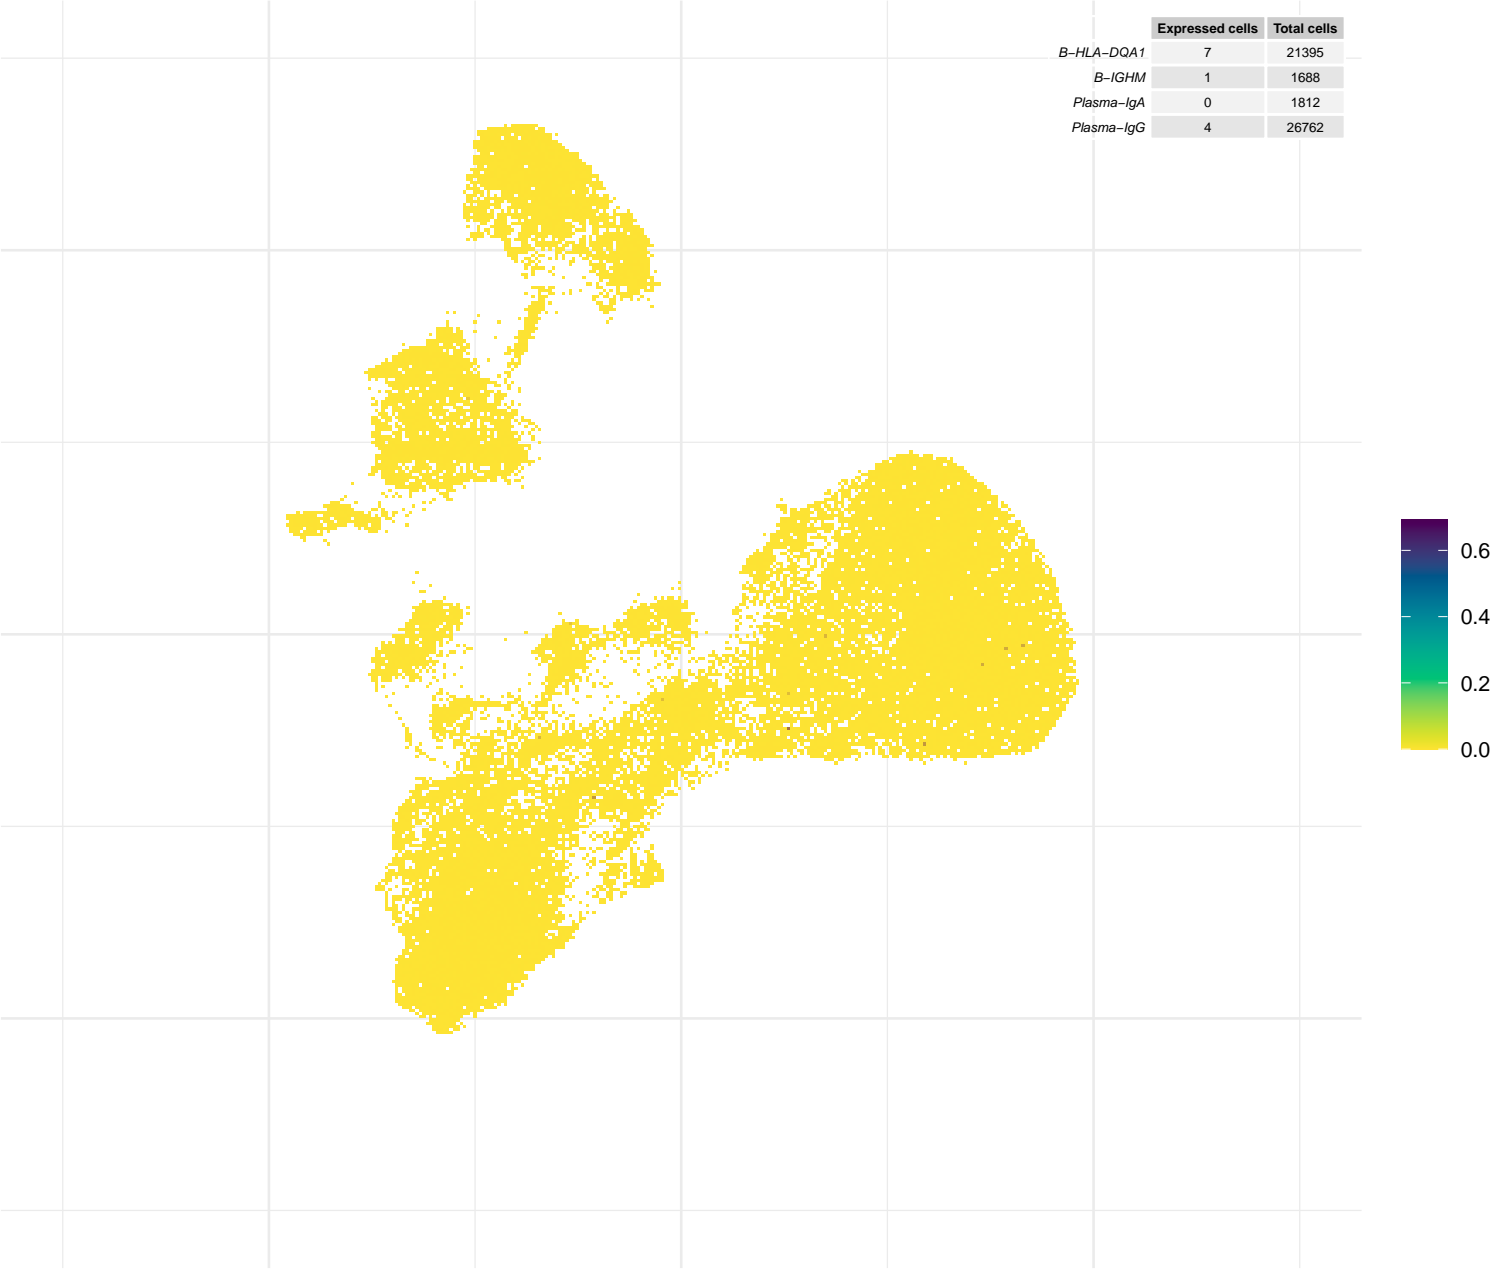 Expressed cells Total cells
B−HLA−DQA1 7 21395
B−IGHM 1 1688
Plasma−IgA 0 1812
Plasma−IgG 4 26762
0.6
0.4
0.2
0.0